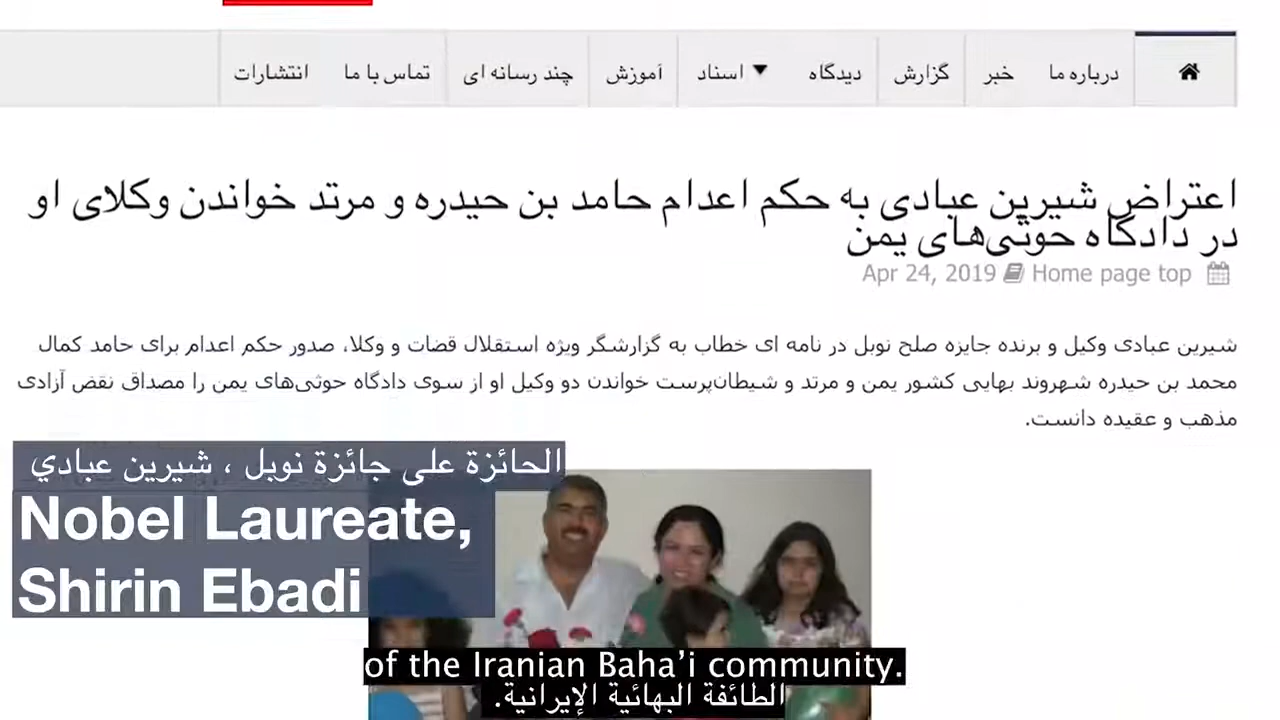 درباره ما
خبر
گزارش
دیدگاه
اسناد
آموزش
چند رسانه ای
تماس با ما
انتشارات
اعتراض شیرین عبادی به حکم اعدام حامد بن حیدره و مرتد خواندن وکلای او
در دادگاه حوثی‌های یمن
Apr 24, 2019 Home page top
شیرین عبادی وکیل و برنده جایزه صلح نوبل در نامه ای خطاب به گزارشگر ویژه استقلال قضات و وکلا، صدور حکم اعدام برای حامد کمال
محمد بن حیدره شهروند بهایی کشور یمن و مرتد و شیطان‌پرست خواندن دو وکیل او از سوی دادگاه حوثی‌های یمن را مصداق نقض آزادی
مذهب و عقیده دانست.
الحائزة على جائزة نوبل ، شيرين عبادي
Nobel Laureate,
Shirin Ebadi
of the Iranian Baha’i community.
الطائفة البهائية الإيرانية.